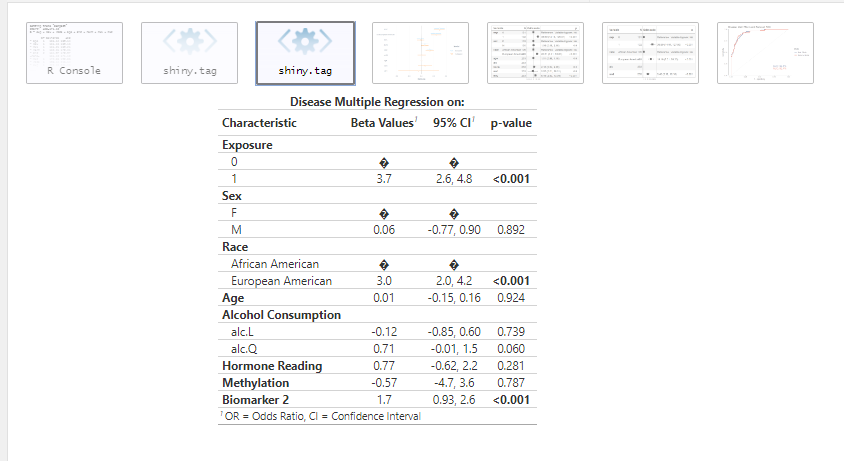 R Console
shiny.tag
shiny.tag
Disease Multiple Regression on:
Characteristic Beta Values¹ 95% CI¹ p-value
Exposure
0 � �
1 3.7 2.6, 4.8 <0.001
Sex
F � �
M 0.06 -0.77, 0.90 0.892
Race
African American � �
European American 3.0 2.0, 4.2 <0.001
Age 0.01 -0.15, 0.16 0.924
Alcohol Consumption
alc.L -0.12 -0.85, 0.60 0.739
alc.Q 0.71 -0.01, 1.5 0.060
Hormone Reading 0.77 -0.62, 2.2 0.281
Methylation -0.57 -4.7, 3.6 0.787
Biomarker 2 1.7 0.93, 2.6 <0.001
¹ OR = Odds Ratio, CI = Confidence Interval